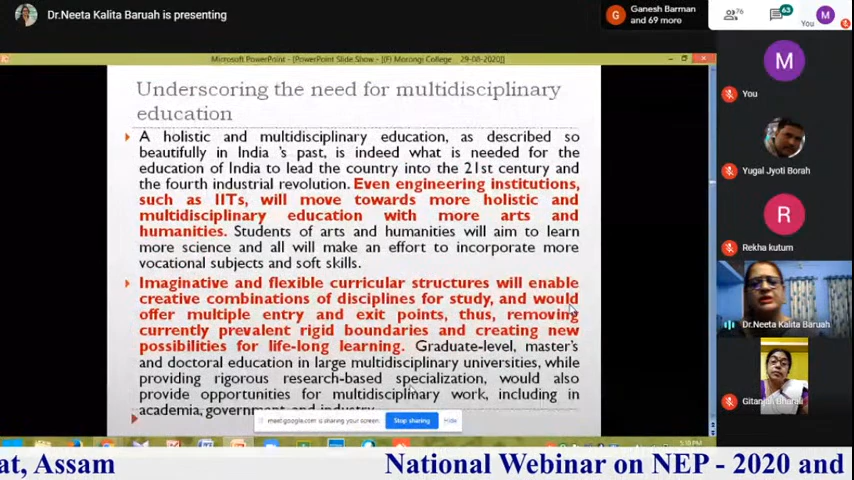 Dr.Neeta Kalita Baruah is presenting
G
Ganesh Barman
and 69 more
76
63
You
M
Microsoft PowerPoint - [PowerPoint Slide Show - [(F) Morongi College 29-08-2020]]
Underscoring the need for multidisciplinary
education
A holistic and multidisciplinary education, as described so
beautifully in India 's past, is indeed what is needed for the
education of India to lead the country into the 21st century and
the fourth industrial revolution. Even engineering institutions,
such as IITs, will move towards more holistic and
multidisciplinary education with more arts and
humanities. Students of arts and humanities will aim to learn
more science and all will make an effort to incorporate more
vocational subjects and soft skills.
Imaginative and flexible curricular structures will enable
creative combinations of disciplines for study, and would
offer multiple entry and exit points, thus, removing
currently prevalent rigid boundaries and creating new
possibilities for life-long learning. Graduate-level, master's
and doctoral education in large multidisciplinary universities, while
providing rigorous research-based specialization, would also
provide opportunities for multidisciplinary work, including in
academia, government, and industry.
meet.google.com is sharing your screen.
Stop sharing
Hide
5:10 PM
M
You
Yugal Jyoti Borah
R
Rekha kutum
Dr.Neeta Kalita Baruah
Gitanjali Bharali
at, Assam
National Webinar on NEP - 2020 and